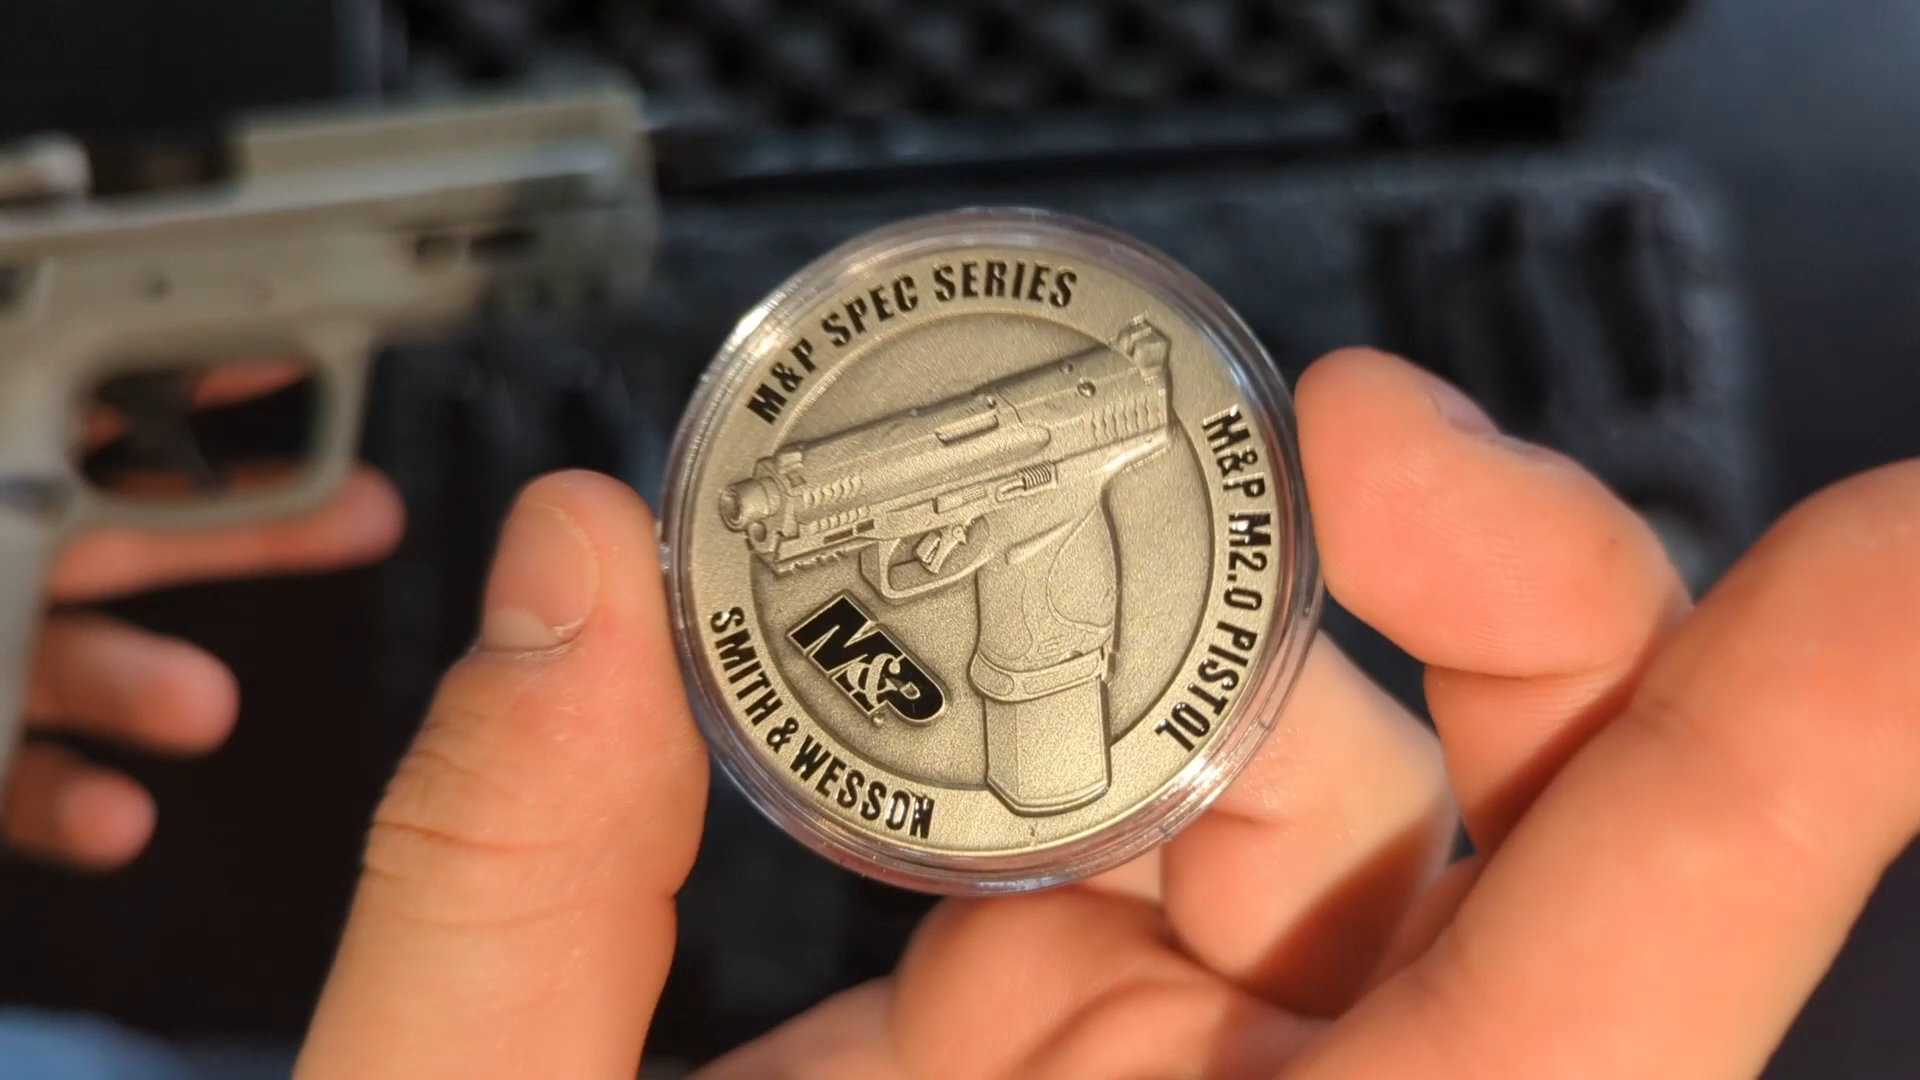 M&P SPEC SERIES
M&P M2.0 PISTOL
SMITH & WESSON
M&P